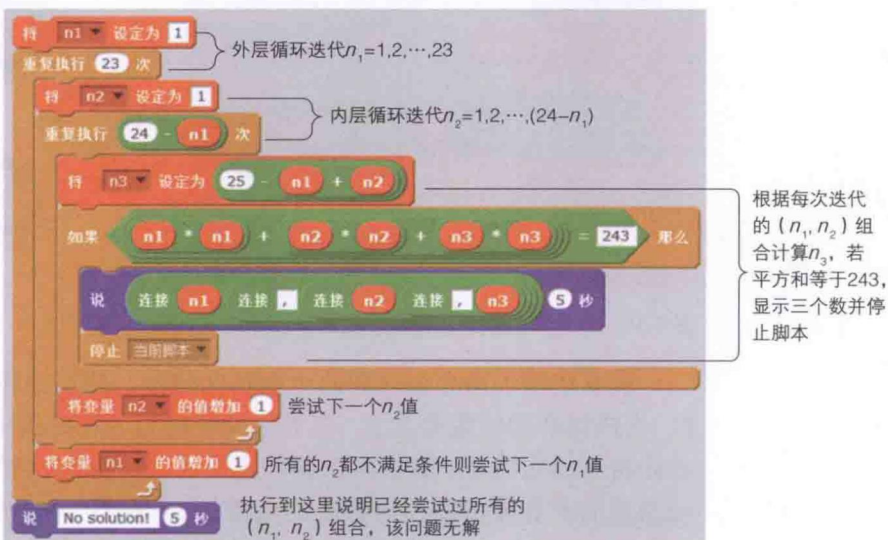 将 n1 设定为 1
外层循环迭代n₁=1,2,…,23
重复执行 23 次
将 n2 设定为 1
内层循环迭代n₂=1,2,…,(24−n₁)
重复执行 24 - n1 次
将 n3 设定为 25 - n1 + n2
如果 n1 * n1 + n2 * n2 + n3 * n3 = 243 那么
说 连接 n1 连接 , 连接 n2 连接 , n3 5 秒
停止 当前脚本
根据每次迭代
的(n₁, n₂)组
合计算n₃，若
平方和等于243，
显示三个数并停
止脚本
将变量 n2 的值增加 1 尝试下一个n₂值
将变量 n1 的值增加 1 所有的n₂都不满足条件则尝试下一个n₁值
说 No solution! 5 秒
执行到这里说明已经尝试过所有的
(n₁, n₂)组合，该问题无解